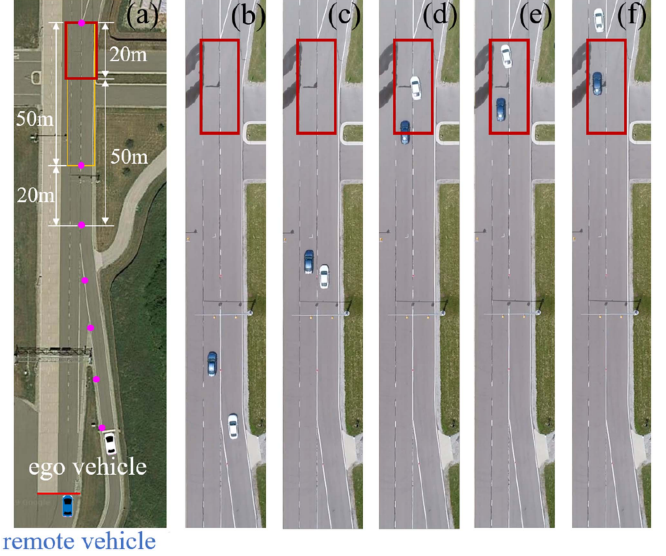 (a) (b) (c) (d) (e) (f)
20m
50m
50m
20m
ego vehicle
remote vehicle